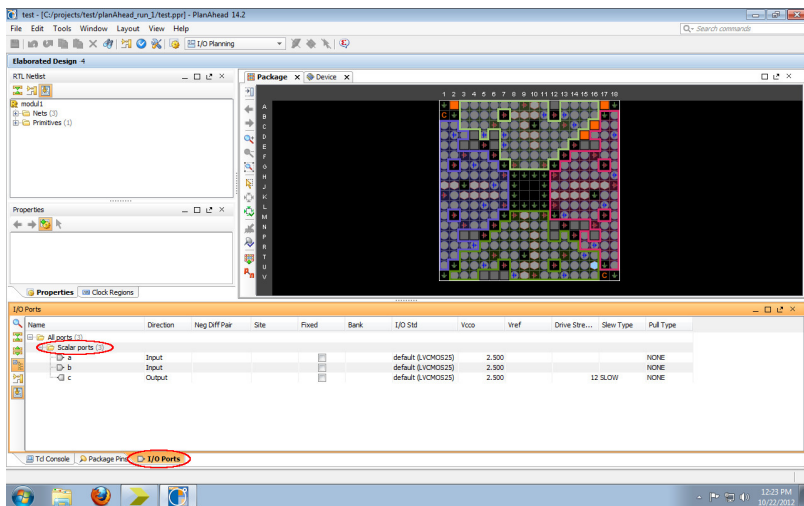 test - [C:/projects/test/planAhead_run_1/test.ppr] - PlanAhead 14.2
File Edit Tools Window Layout View Help
Search commands
I/O Planning
Elaborated Design -4
RTL Netlist
modul1
Nets (3)
Primitives (1)
Package
Device
1 2 3 4 5 6 7 8 9 10 11 12 13 14 15 16 17 18
A
B
C
D
E
F
G
H
J
K
L
M
N
P
R
T
U
V
Properties
Properties
Clock Regions
I/O Ports
Name Direction Neg Diff Pair Site Fixed Bank I/O Std Vcco Vref Drive Stre... Slew Type Pull Type
All ports (3)
Scalar ports (3)
a Input default (LVCMOS25) 2.500 NONE
b Input default (LVCMOS25) 2.500 NONE
c Output default (LVCMOS25) 2.500 12 SLOW NONE
Tcl Console
Package Pins
I/O Ports
12:23 PM
10/22/2012